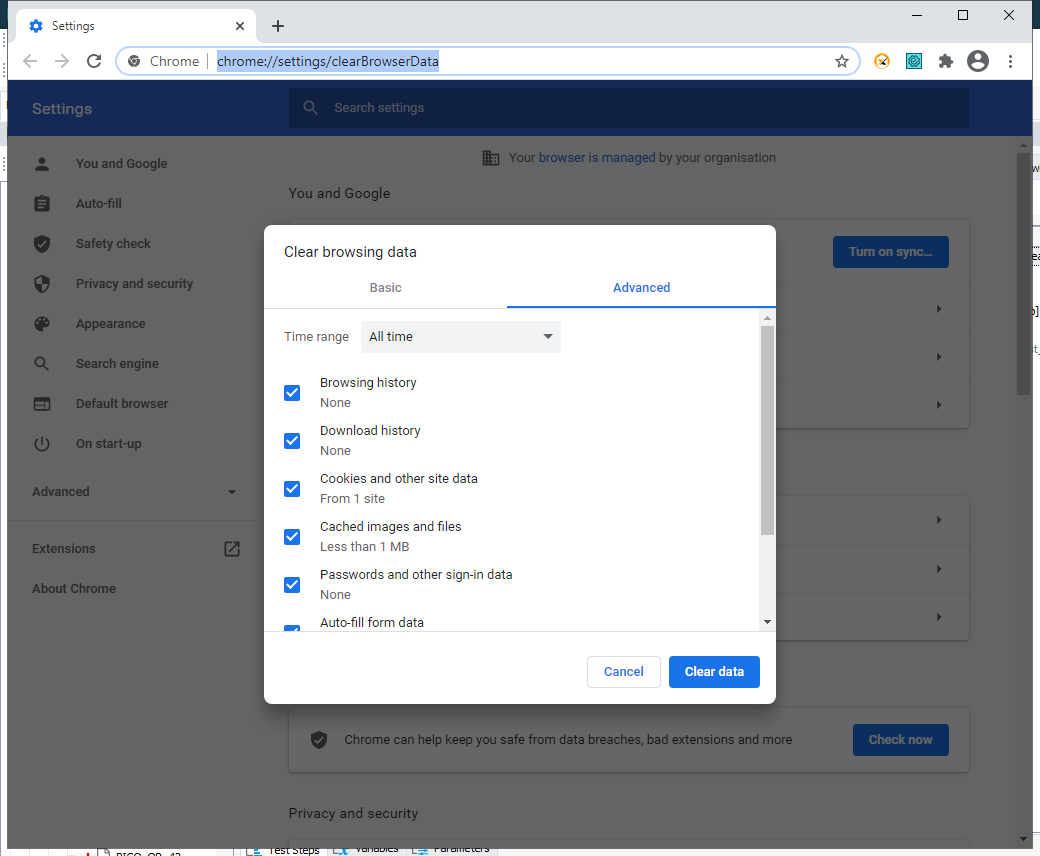 Settings
Chrome
chrome://settings/clearBrowserData
Settings
Search settings
Your browser is managed by your organisation
You and Google
Auto-fill
Safety check
Privacy and security
Appearance
Search engine
Default browser
On start-up
Advanced
Extensions
About Chrome
You and Google
Turn on sync...
Clear browsing data
Basic
Advanced
Time range
All time
Browsing history
None
Download history
None
Cookies and other site data
From 1 site
Cached images and files
Less than 1 MB
Passwords and other sign-in data
None
Auto-fill form data
Cancel
Clear data
Chrome can help keep you safe from data breaches, bad extensions and more
Check now
Privacy and security
Test Steps
Variables
Parameters